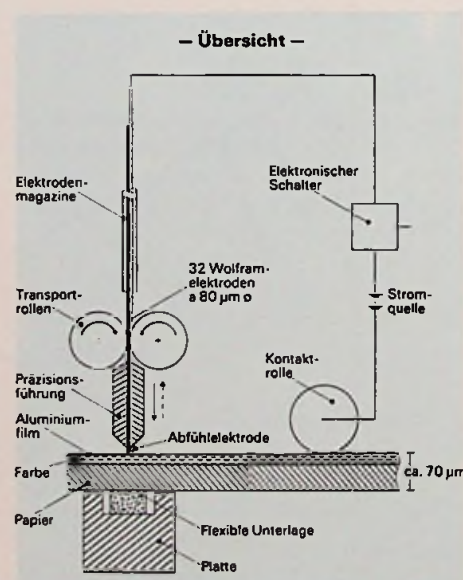 — Übersicht —
Elektronischer
Schalter
Elektroden-
magazine
32 Wolfram-
elektroden
a 80 µm ø
Transport-
rollen
Strom-
quelle
Kontakt-
rolle
Präzisions-
führung
Aluminium-
film
Abfühlelektrode
Farbe
ca. 70 µm
Papier
Flexible Unterlage
Platte